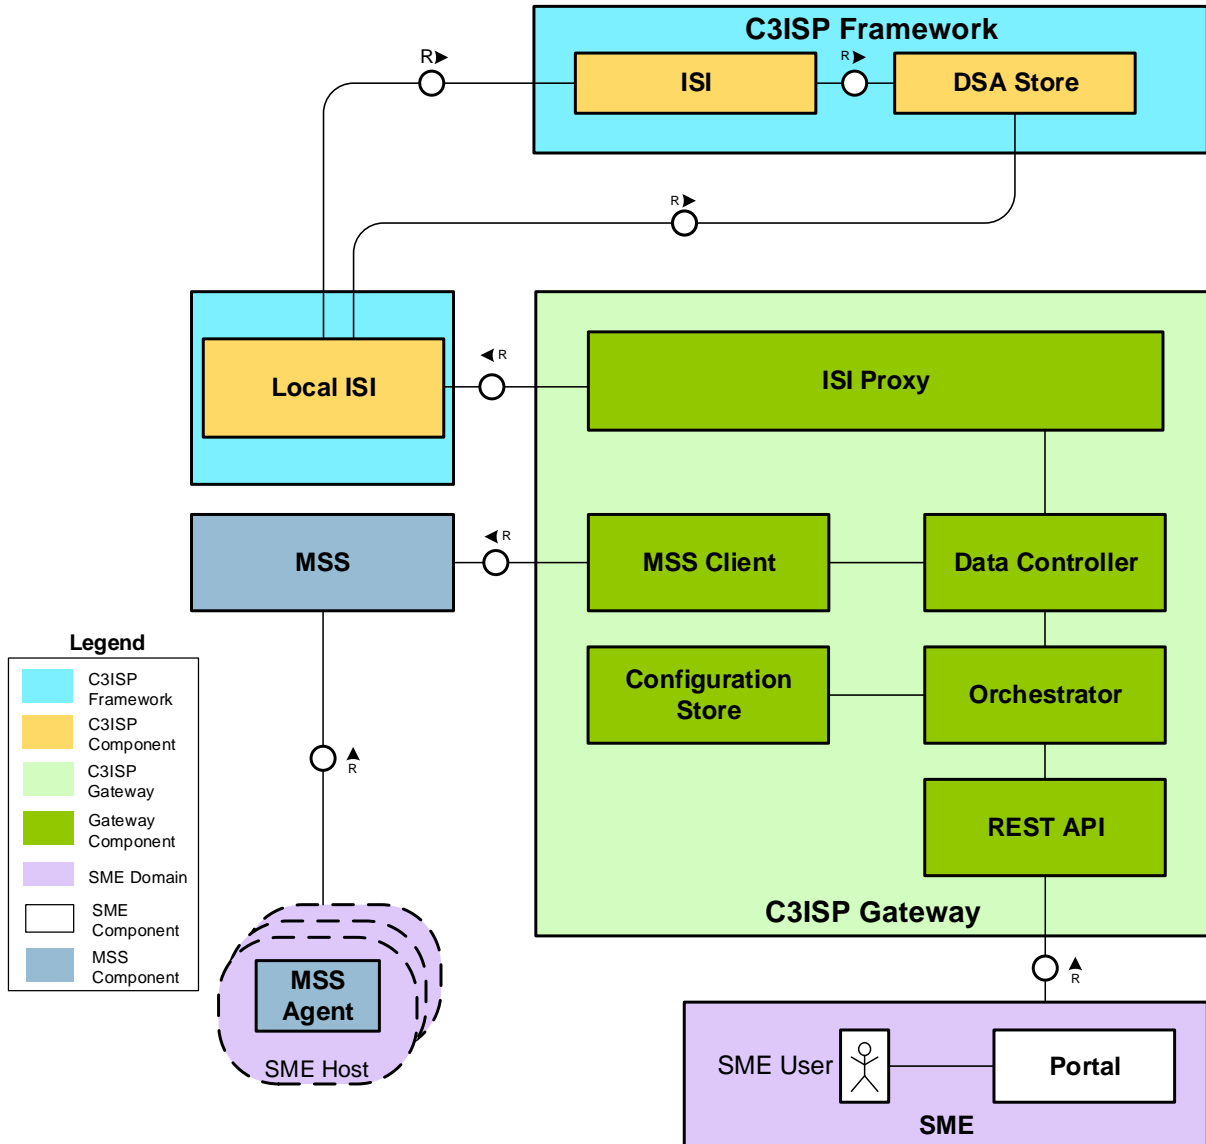 C3ISP Framework
R►
ISI
R►
DSA Store
R►
Local ISI
◄ R
ISI Proxy
MSS
◄ R
MSS Client
Data Controller
Configuration
Store
Orchestrator
REST API
C3ISP Gateway
Legend
C3ISP
Framework
C3ISP
Component
C3ISP
Gateway
Gateway
Component
SME Domain
SME
Component
MSS
Component
▲
R
MSS
Agent
SME Host
▲
R
SME User
Portal
SME